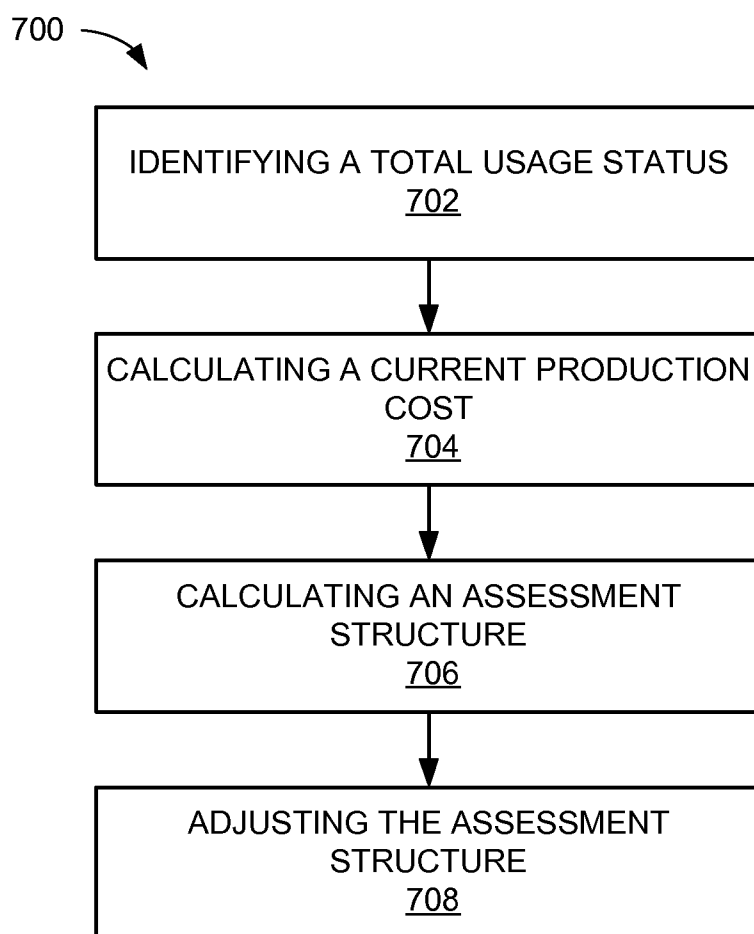 700
IDENTIFYING A TOTAL USAGE STATUS
702
CALCULATING A CURRENT PRODUCTION
COST
704
CALCULATING AN ASSESSMENT
STRUCTURE
706
ADJUSTING THE ASSESSMENT
STRUCTURE
708